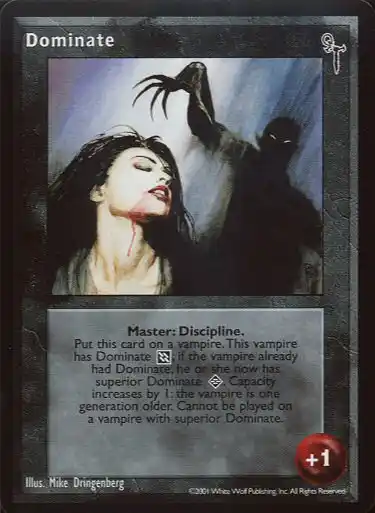 Dominate
Master: Discipline.
Put this card on a vampire. This vampire
has Dominate, if the vampire already
had Dominate, he or she now has
superior Dominate. Capacity
increases by 1: the vampire is one
generation older. Cannot be played on
a vampire with superior Dominate.
+1
Illus. Mike Dringenberg
©2001 White Wolf Publishing, Inc. All Rights Reserved.